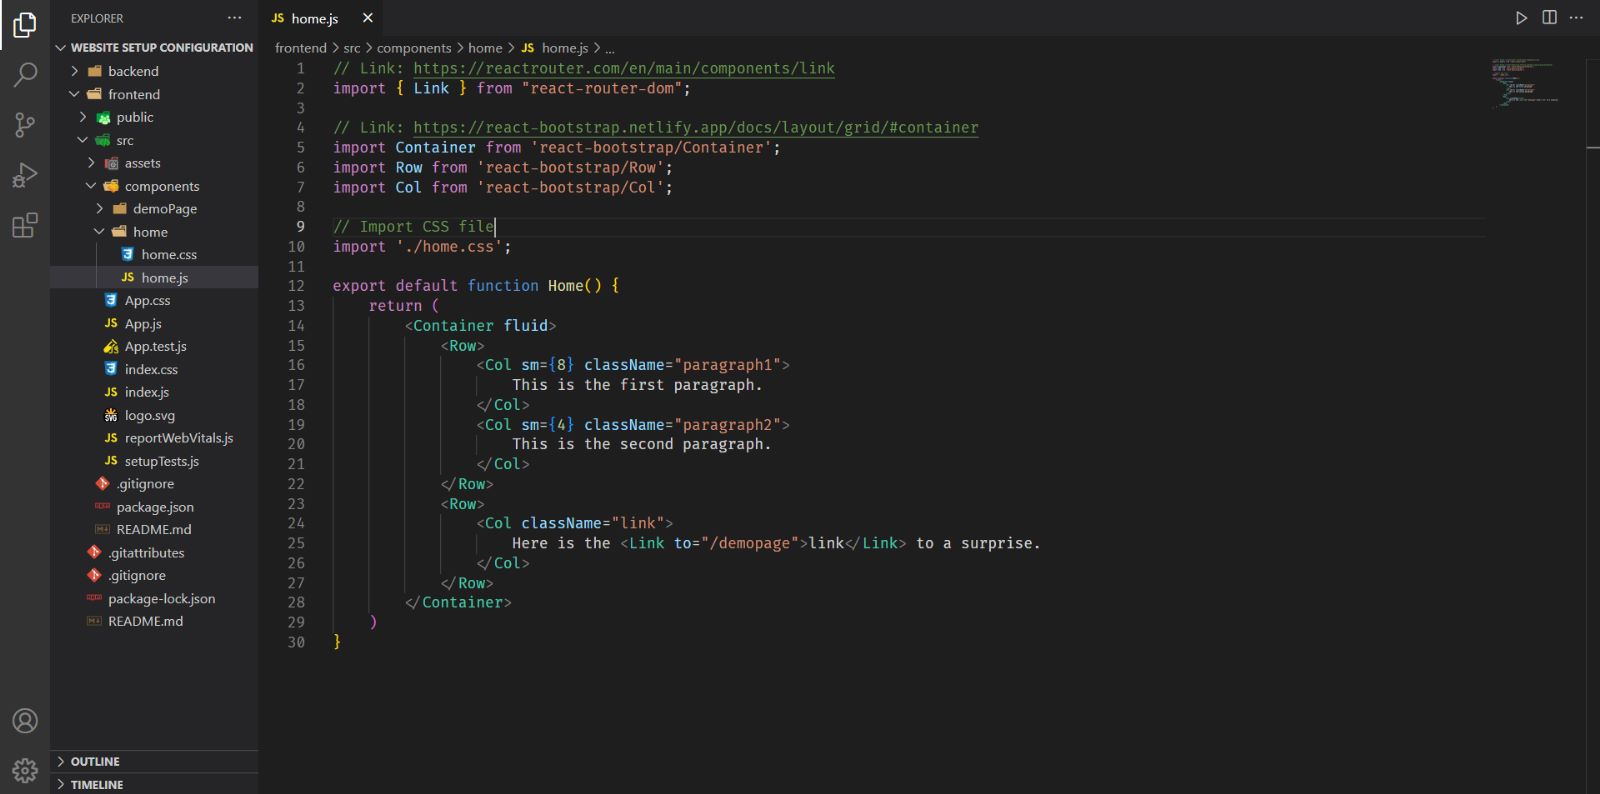 EXPLORER
WEBSITE SETUP CONFIGURATION
backend
frontend
public
src
assets
components
demoPage
home
home.css
JS home.js
App.css
JS App.js
App.test.js
index.css
JS index.js
SVG logo.svg
JS reportWebVitals.js
JS setupTests.js
.gitignore
package.json
README.md
.gitattributes
.gitignore
package-lock.json
README.md
OUTLINE
TIMELINE
JS home.js
frontend > src > components > home > JS home.js > ...
1 // Link: https://reactrouter.com/en/main/components/link
2 import { Link } from "react-router-dom";
3
4 // Link: https://react-bootstrap.netlify.app/docs/layout/grid/#container
5 import Container from 'react-bootstrap/Container';
6 import Row from 'react-bootstrap/Row';
7 import Col from 'react-bootstrap/Col';
8
9 // Import CSS file
10 import './home.css';
11
12 export default function Home() {
13     return (
14         <Container fluid>
15             <Row>
16                 <Col sm={8} className="paragraph1">
17                     This is the first paragraph.
18                 </Col>
19                 <Col sm={4} className="paragraph2">
20                     This is the second paragraph.
21                 </Col>
22             </Row>
23             <Row>
24                 <Col className="link">
25                     Here is the <Link to="/demopage">link</Link> to a surprise.
26                 </Col>
27             </Row>
28         </Container>
29     )
30 }